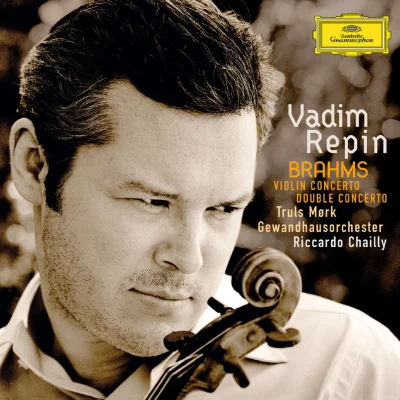 Deutsche
Grammophon
Vadim
Repin
BRAHMS
VIOLIN CONCERTO
DOUBLE CONCERTO
Truls Mørk
Gewandhausorchester
Riccardo Chailly